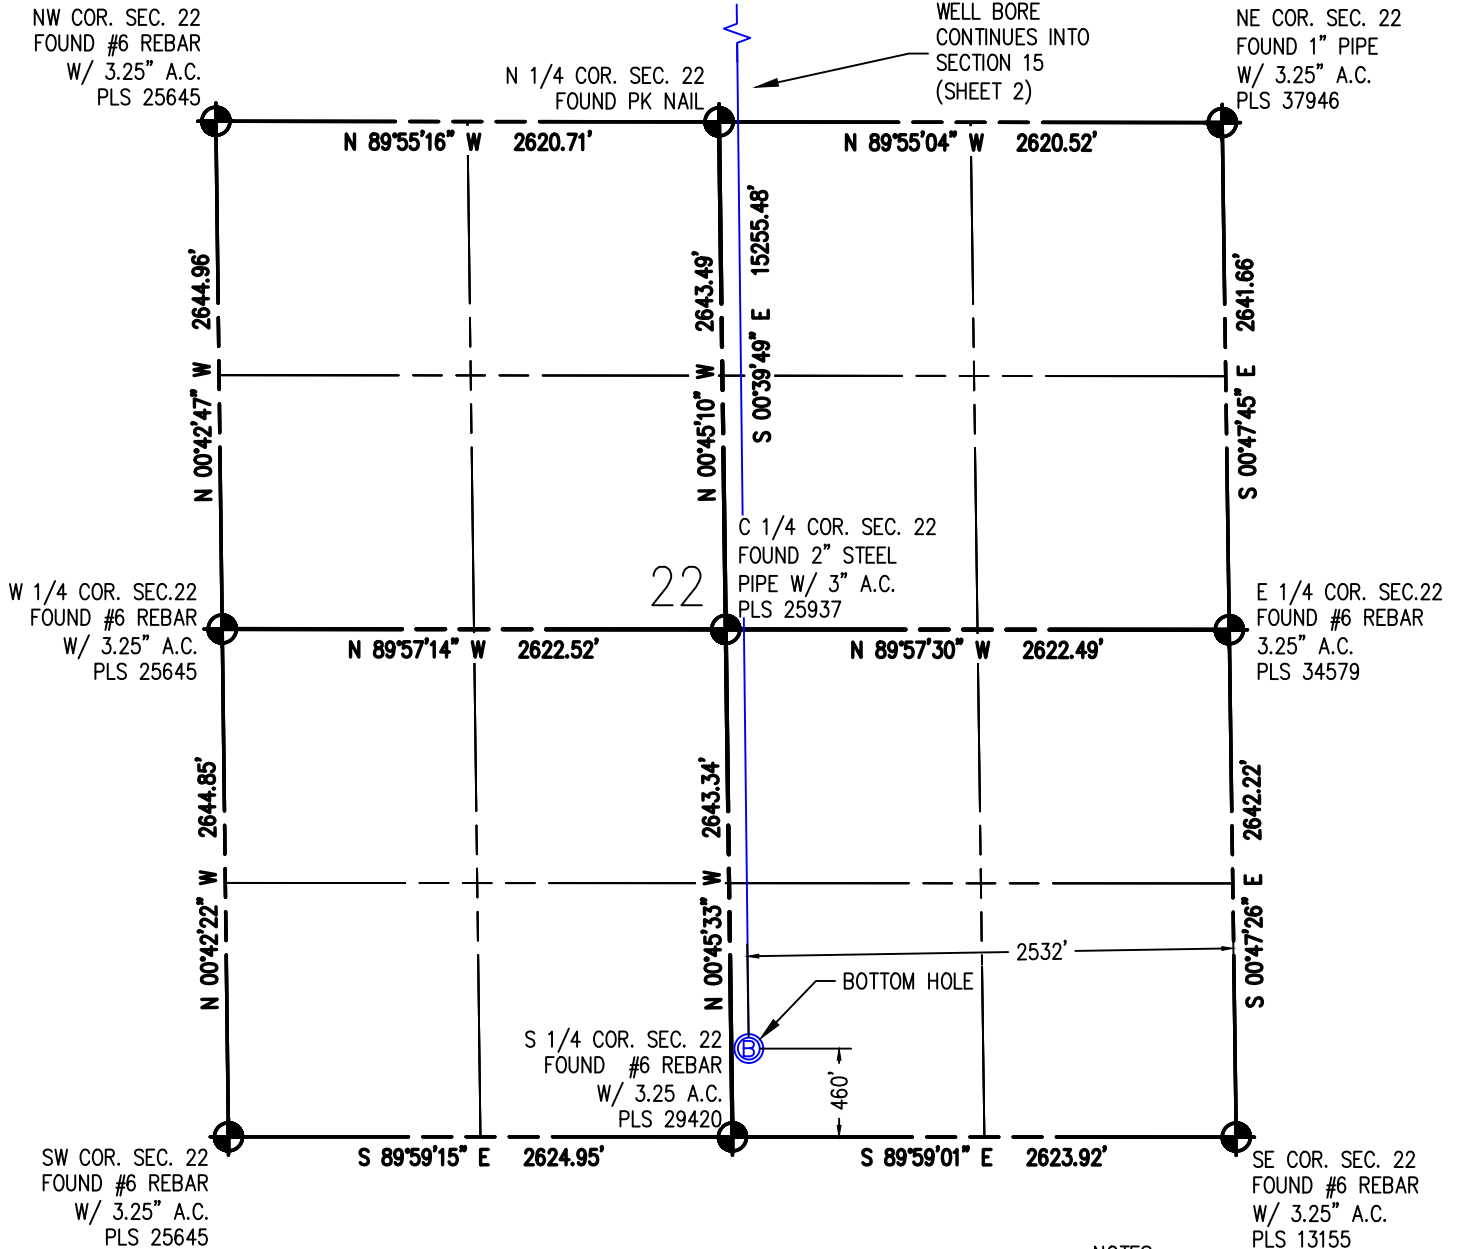 NW COR. SEC. 22
FOUND #6 REBAR
W/ 3.25" A.C.
PLS 25645
N 1/4 COR. SEC. 22
FOUND PK NAIL
WELL BORE
CONTINUES INTO
SECTION 15
(SHEET 2)
NE COR. SEC. 22
FOUND 1" PIPE
W/ 3.25" A.C.
PLS 37946
N 89°55'16" W 2620.71'
N 89°55'04" W 2620.52'
N 00°42'47" W 2644.96'
N 00°45'10" W 2643.49'
S 00°39'49" E 15255.48'
S 00°47'45" E 2641.66'
C 1/4 COR. SEC. 22
FOUND 2" STEEL
PIPE W/ 3" A.C.
PLS 25937
22
W 1/4 COR. SEC.22
FOUND #6 REBAR
W/ 3.25" A.C.
PLS 25645
E 1/4 COR. SEC.22
FOUND #6 REBAR
3.25" A.C.
PLS 34579
N 89°57'14" W 2622.52'
N 89°57'30" W 2622.49'
N 00°42'22" W 2644.85'
N 00°45'33" W 2643.34'
S 00°47'26" E 2642.22'
2532'
BOTTOM HOLE
B
460'
S 1/4 COR. SEC. 22
FOUND #6 REBAR
W/ 3.25 A.C.
PLS 29420
S 89°59'15" E 2624.95'
S 89°59'01" E 2623.92'
SW COR. SEC. 22
FOUND #6 REBAR
W/ 3.25" A.C.
PLS 25645
SE COR. SEC. 22
FOUND #6 REBAR
W/ 3.25" A.C.
PLS 13155
NOTES